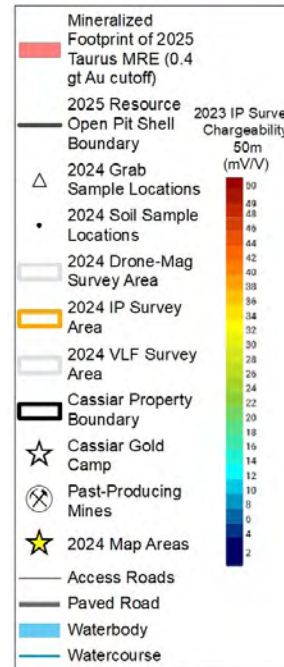 Mineralized
Footprint of 2025
Taurus MRE (0.4
gt Au cutoff)
2025 Resource
Open Pit Shell
Boundary
2024 Grab
Sample Locations
2024 Soil Sample
Locations
2024 Drone-Mag
Survey Area
2024 IP Survey
Area
2024 VLF Survey
Area
Cassiar Property
Boundary
Cassiar Gold
Camp
Past-Producing
Mines
2024 Map Areas
Access Roads
Paved Road
Waterbody
Watercourse
2023 IP Surve
Chargeability
50m
(mV/V)
50
49
48
46
44
42
40
38
36
34
32
30
28
26
24
22
20
18
16
14
12
10
8
6
4
2